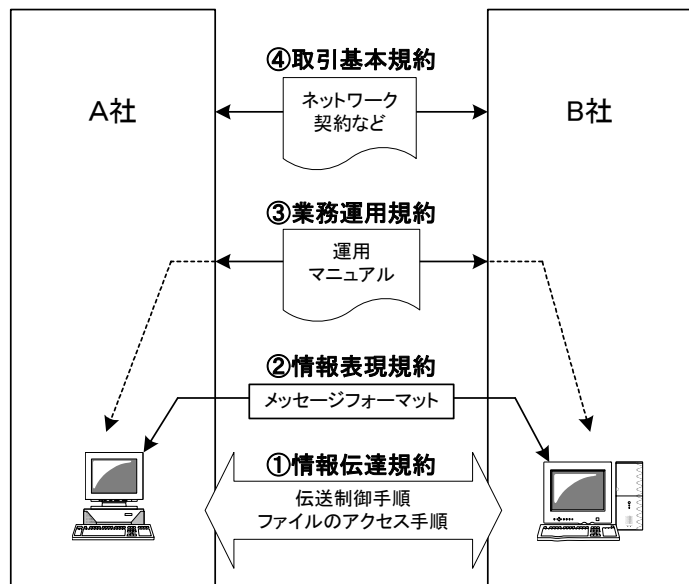 ④取引基本規約
ネットワーク
契約など
A社
B社
③業務運用規約
運用
マニュアル
②情報表現規約
メッセージフォーマット
①情報伝達規約
伝送制御手順
ファイルのアクセス手順